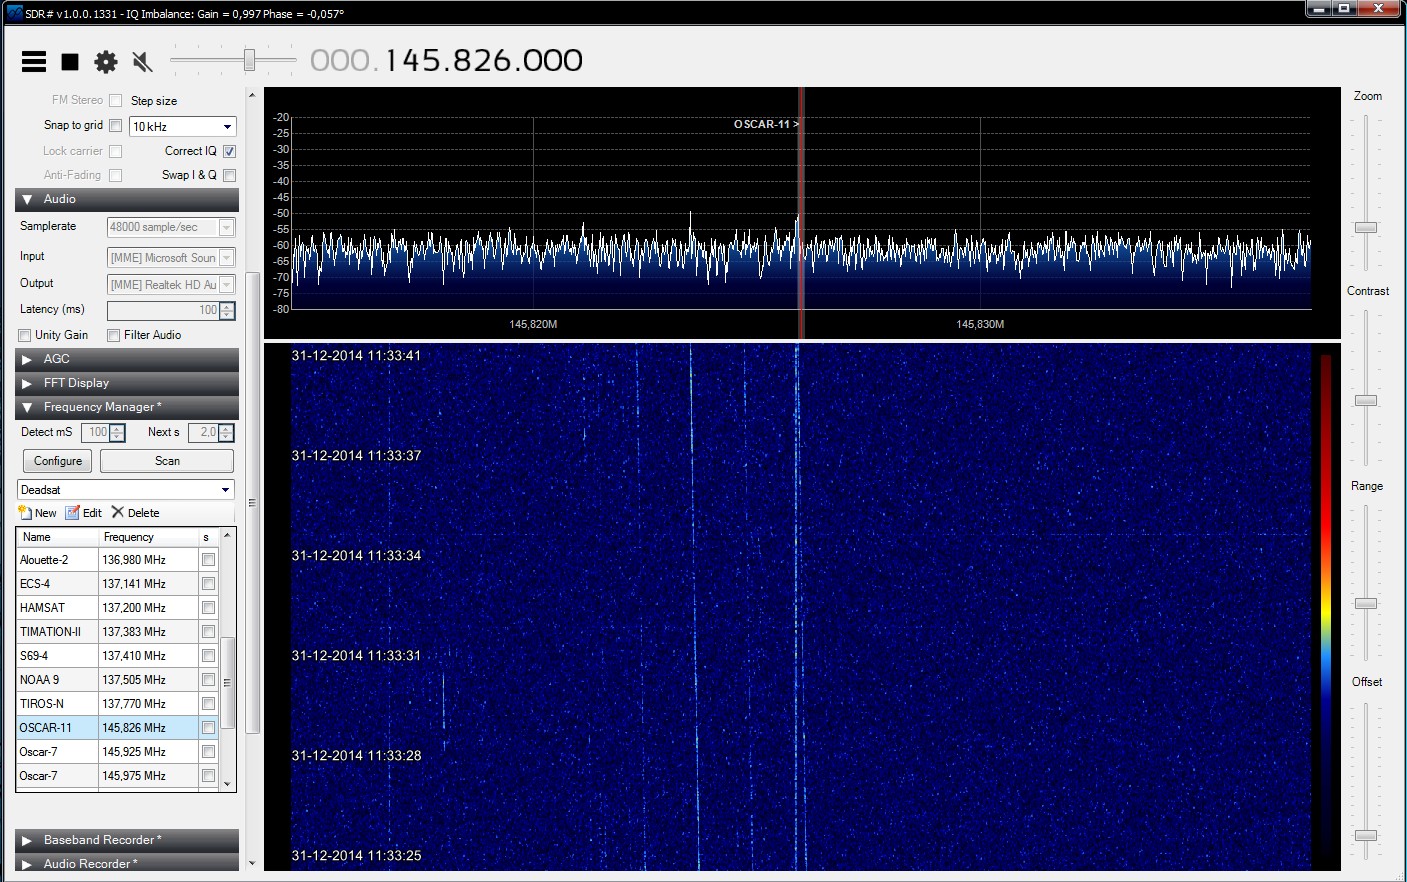 SDR# v1.0.0.1331 - IQ Imbalance: Gain = 0,997 Phase = -0,057°
000.145.826.000
FM Stereo Step size
Snap to grid 10 kHz
Lock carrier Correct IQ
Anti-Fading Swap I & Q
Audio
Samplerate 48000 sample/sec
Input [MME] Microsoft Soun
Output [MME] Realtek HD Au
Latency (ms) 100
Unity Gain Filter Audio
AGC
FFT Display
Frequency Manager *
Detect mS 100 Next s 2,0
Configure Scan
Deadsat
New Edit Delete
Name Frequency s
Alouette-2 136,980 MHz
ECS-4 137,141 MHz
HAMSAT 137,200 MHz
TIMATION-II 137,383 MHz
S69-4 137,410 MHz
NOAA 9 137,505 MHz
TIROS-N 137,770 MHz
OSCAR-11 145,826 MHz
Oscar-7 145,925 MHz
Oscar-7 145,975 MHz
Baseband Recorder *
Audio Recorder *
OSCAR-11 >
-20
-25
-30
-35
-40
-45
-50
-55
-60
-65
-70
-75
-80
145,820M 145,830M
31-12-2014 11:33:41
31-12-2014 11:33:37
31-12-2014 11:33:34
31-12-2014 11:33:31
31-12-2014 11:33:28
31-12-2014 11:33:25
Zoom
Contrast
Range
Offset